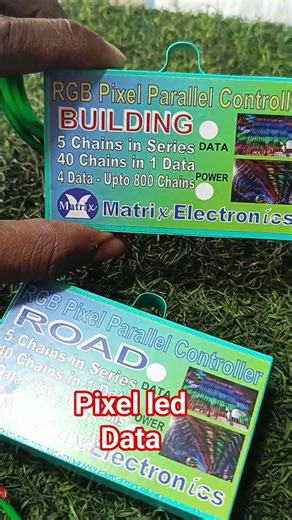 RGB Pixel Parallel Controller
BUILDING
5 Chains in Series DATA
40 Chains in 1 Data
4 Data - Upto 800 Chains POWER
Matrix Matrix Electronics
RGB Pixel Parallel Controller
ROAD
5 Chains in Series DATA
40 Chains in 1 Data
POWER
Electronics
Pixel led
Data